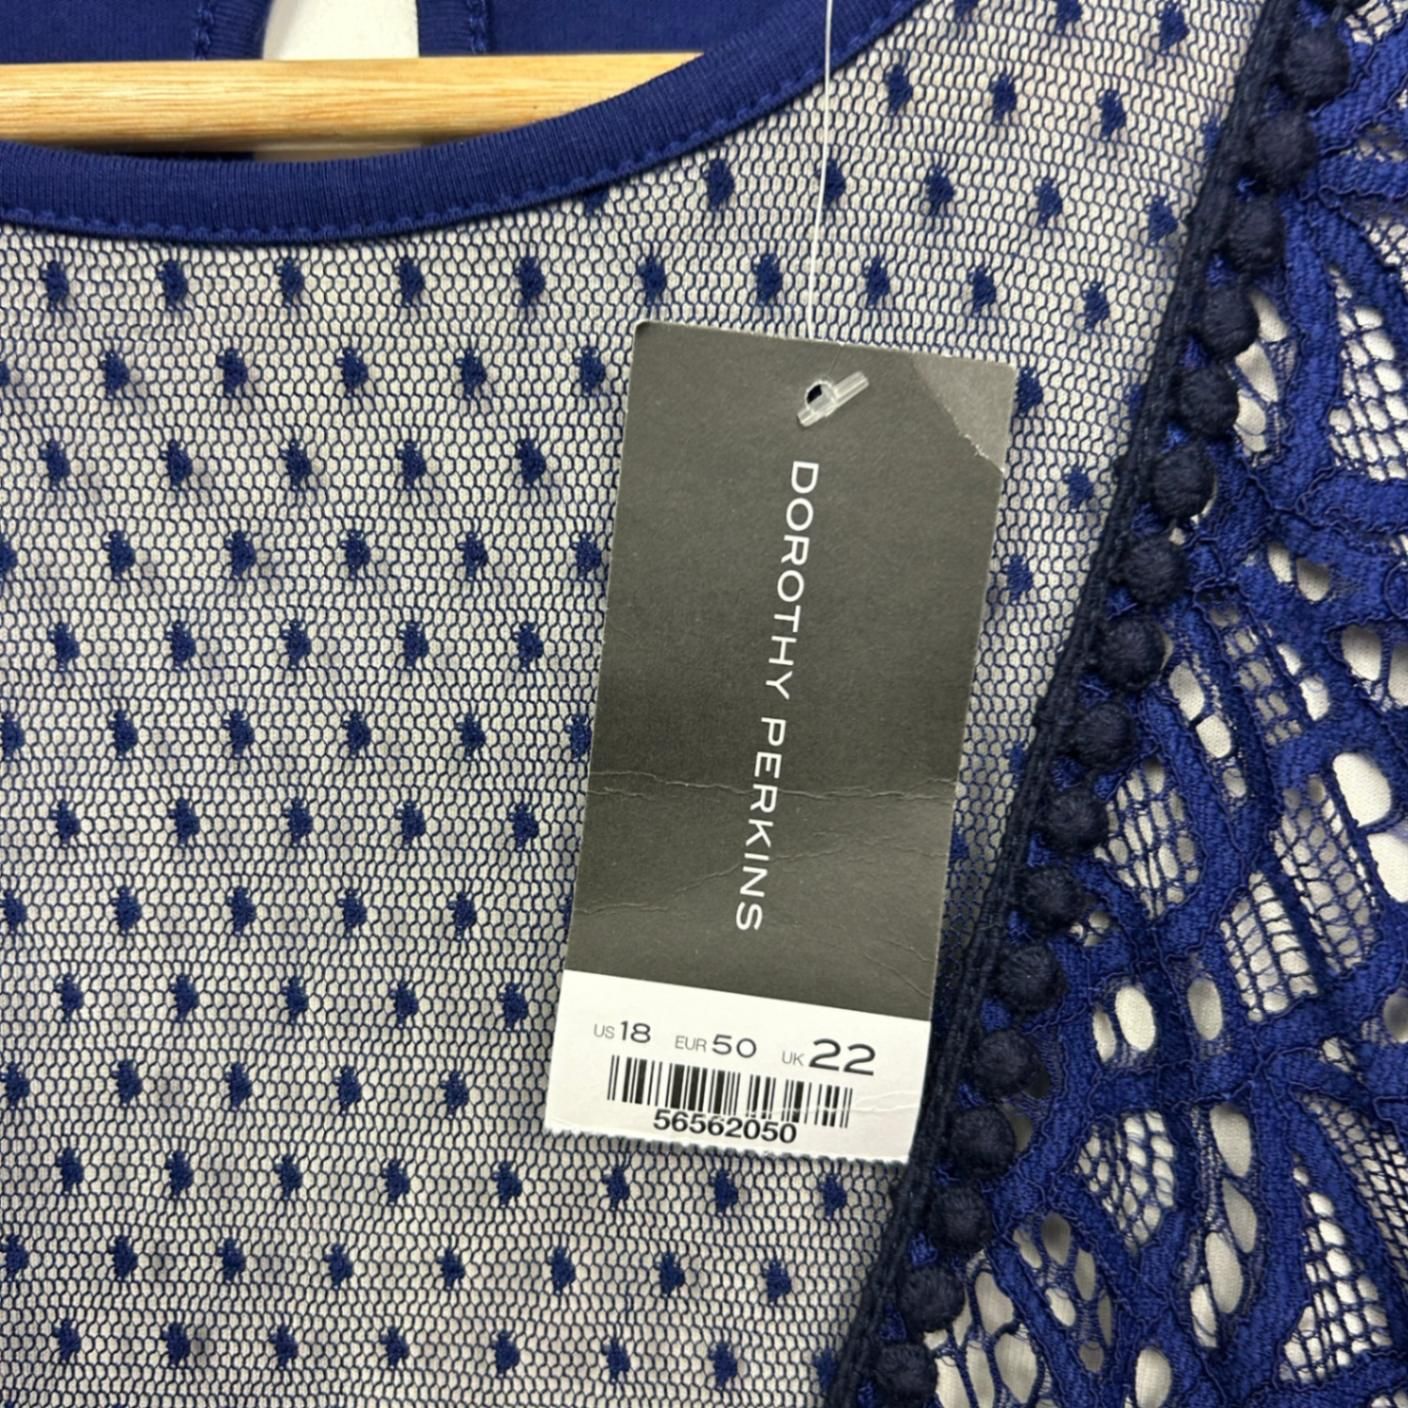 DOROTHY PERKINS
US 18 EUR 50 UK 22
56562050